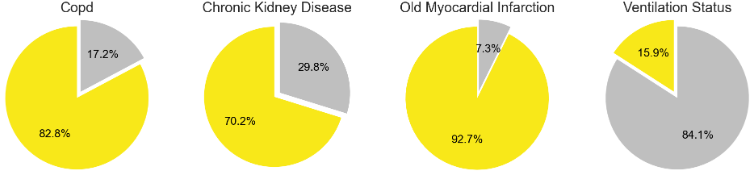 Copd
17.2%
82.8%
Chronic Kidney Disease
29.8%
70.2%
Old Myocardial Infarction
7.3%
92.7%
Ventilation Status
15.9%
84.1%